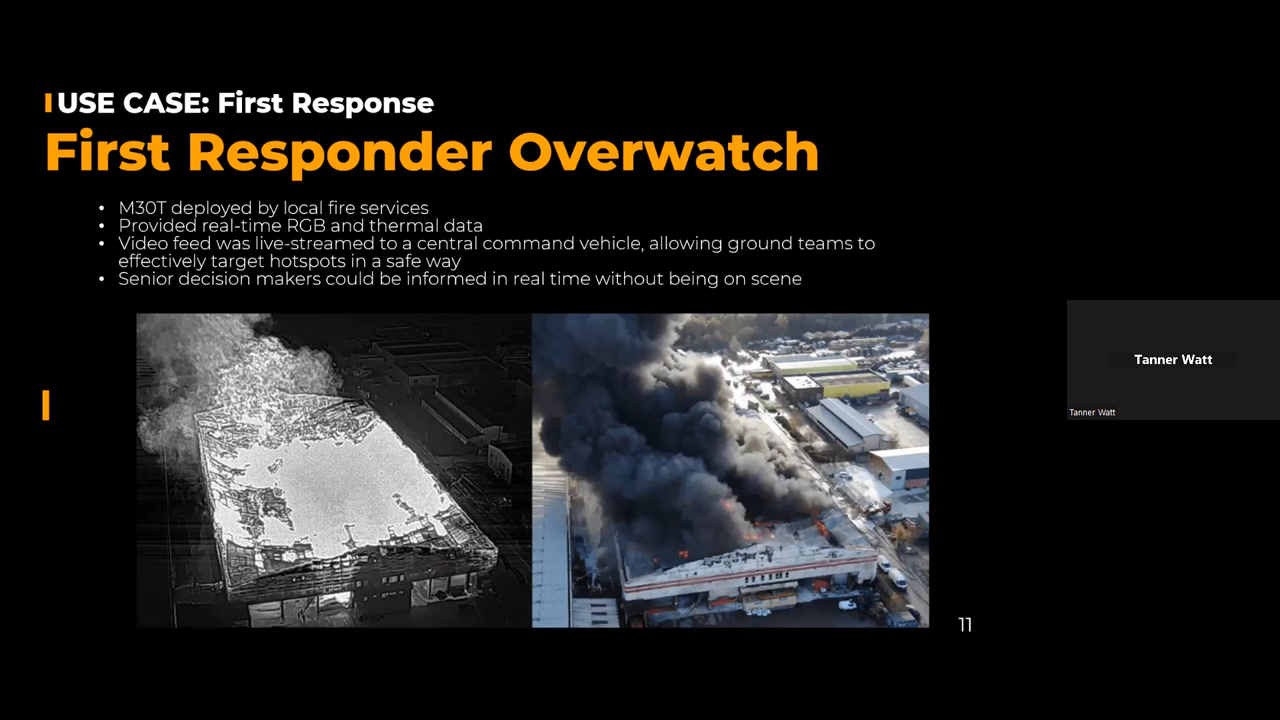 USE CASE: First Response
First Responder Overwatch
• M30T deployed by local fire services
• Provided real-time RGB and thermal data
• Video feed was live-streamed to a central command vehicle, allowing ground teams to
effectively target hotspots in a safe way
• Senior decision makers could be informed in real time without being on scene
11
Tanner Watt
Tanner Watt